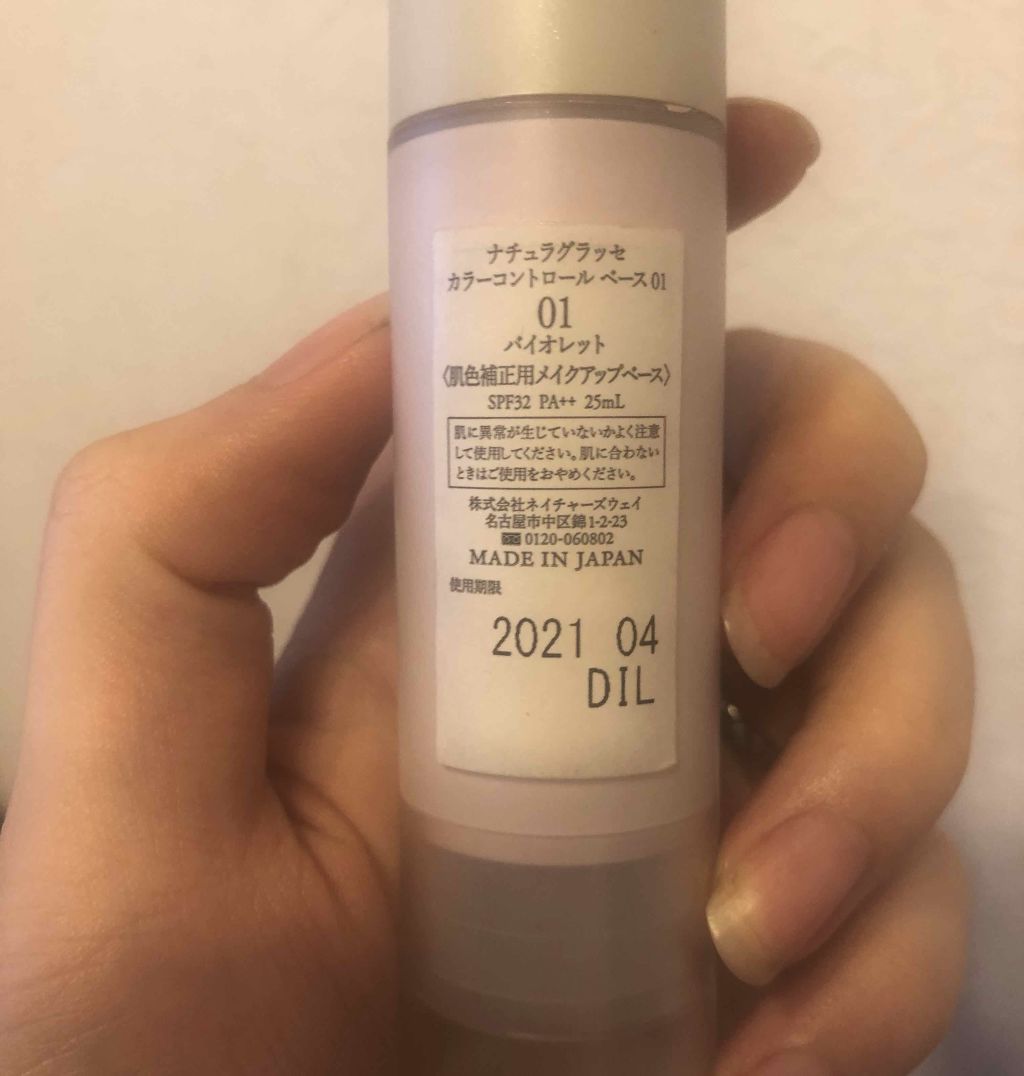 ナチュラグラッセ
カラーコントロール ベース 01
01
バイオレット
〈肌色補正用メイクアップベース〉
SPF32 PA++ 25mL
肌に異常が生じていないかよく注意
して使用してください。肌に合わない
ときはご使用をおやめください。
株式会社ネイチャーズウェイ
名古屋市中区錦1-2-23
0120-060802
MADE IN JAPAN
使用期限
2021 04
DIL